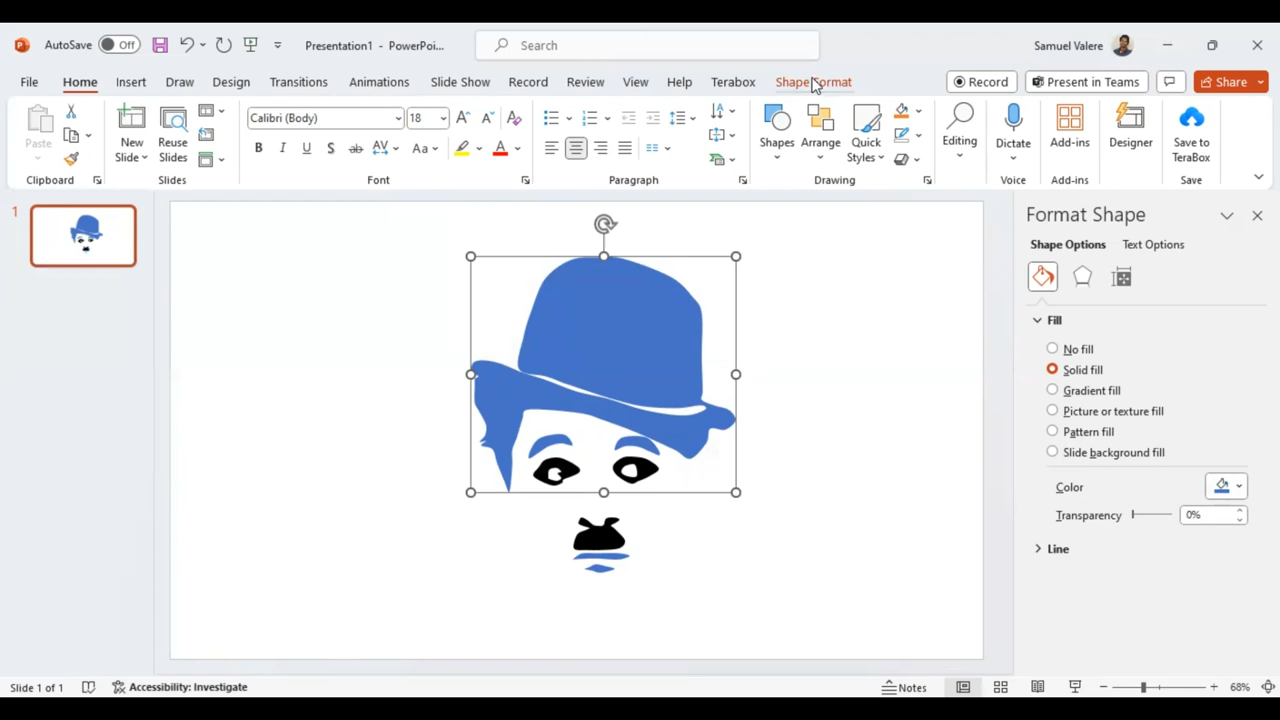 AutoSave Off Presentation1 - PowerPoi... Search Samuel Valere
File Home Insert Draw Design Transitions Animations Slide Show Record Review View Help Terabox Shape Format Record Present in Teams Share
Paste New Slide Reuse Slides Calibri (Body) 18 Shapes Arrange Quick Styles Editing Dictate Add-ins Designer Save to TeraBox
B I U S ab AV Aa A
Clipboard Slides Font Paragraph Drawing Voice Add-ins Save
1
Format Shape
Shape Options Text Options
Fill
No fill
Solid fill
Gradient fill
Picture or texture fill
Pattern fill
Slide background fill
Color
Transparency 0%
Line
Slide 1 of 1 Accessibility: Investigate Notes 68%